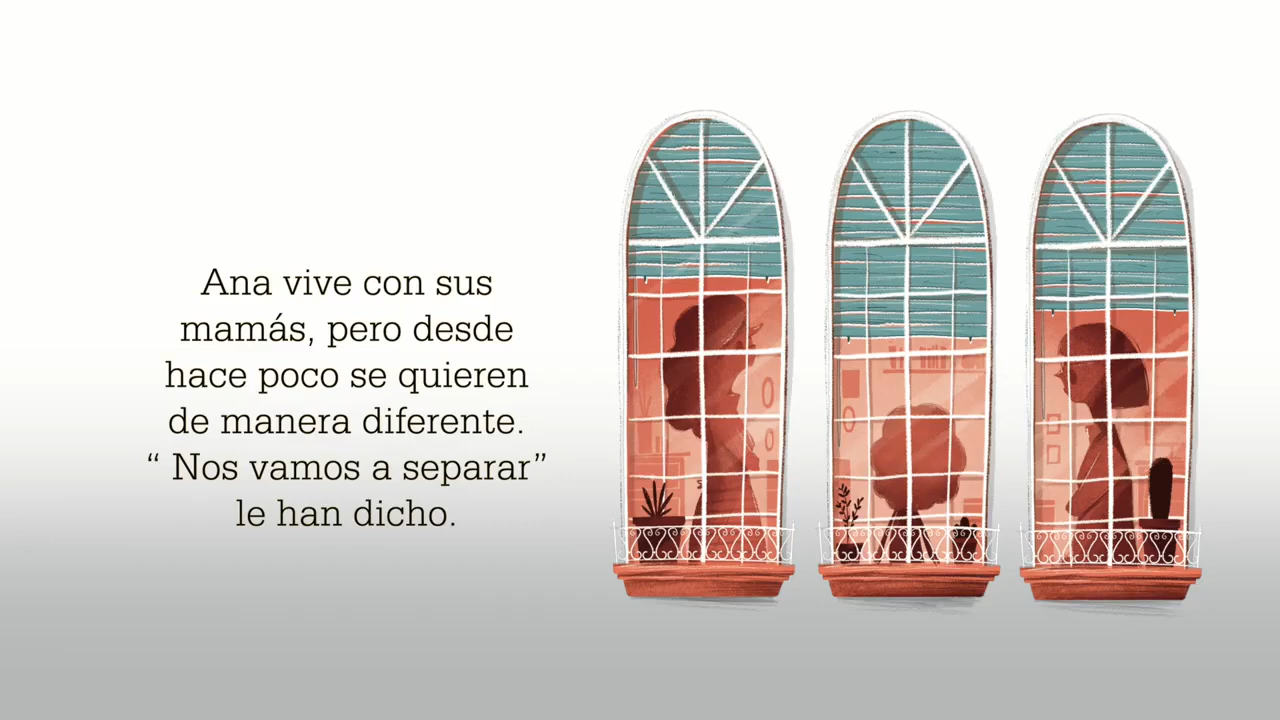 Ana vive con sus
mamás, pero desde
hace poco se quieren
de manera diferente.
“ Nos vamos a separar”
le han dicho.